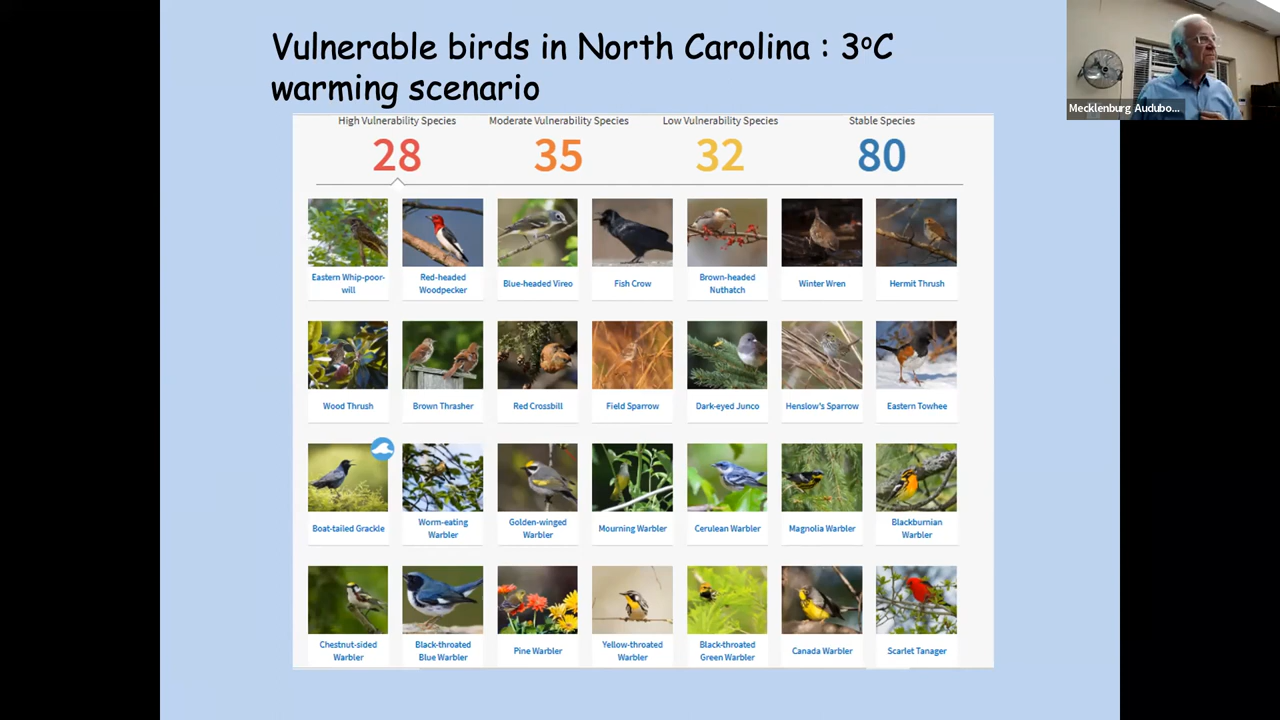 Vulnerable birds in North Carolina : 3°C
warming scenario
Mecklenburg Audubo...
High Vulnerability Species
Moderate Vulnerability Species
Low Vulnerability Species
Stable Species
28
35
32
80
Eastern Whip-poor-
will
Red-headed
Woodpecker
Blue-headed Vireo
Fish Crow
Brown-headed
Nuthatch
Winter Wren
Hermit Thrush
Wood Thrush
Brown Thrasher
Red Crossbill
Field Sparrow
Dark-eyed Junco
Henslow's Sparrow
Eastern Towhee
Boat-tailed Grackle
Worm-eating
Warbler
Golden-winged
Warbler
Mourning Warbler
Cerulean Warbler
Magnolia Warbler
Blackburnian
Warbler
Chestnut-sided
Warbler
Black-throated
Blue Warbler
Pine Warbler
Yellow-throated
Warbler
Black-throated
Green Warbler
Canada Warbler
Scarlet Tanager